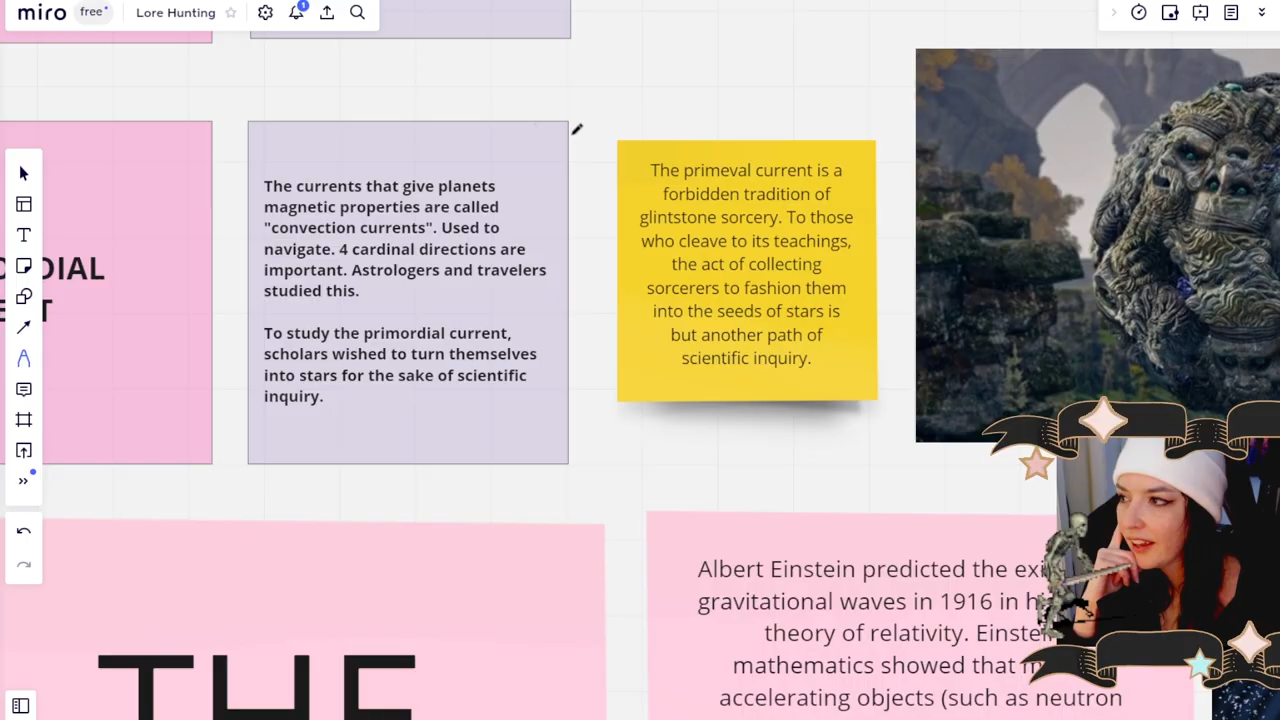 miro
free
Lore Hunting
1
DIAL
The currents that give planets
magnetic properties are called
"convection currents". Used to
navigate. 4 cardinal directions are
important. Astrologers and travelers
studied this.
To study the primordial current,
scholars wished to turn themselves
into stars for the sake of scientific
inquiry.
The primeval current is a
forbidden tradition of
glintstone sorcery. To those
who cleave to its teachings,
the act of collecting
sorcerers to fashion them
into the seeds of stars is
but another path of
scientific inquiry.
THE
Albert Einstein predicted the
gravitational waves in 1916 in
theory of relativity.
mathematics showed that
accelerating objects (such as neutron